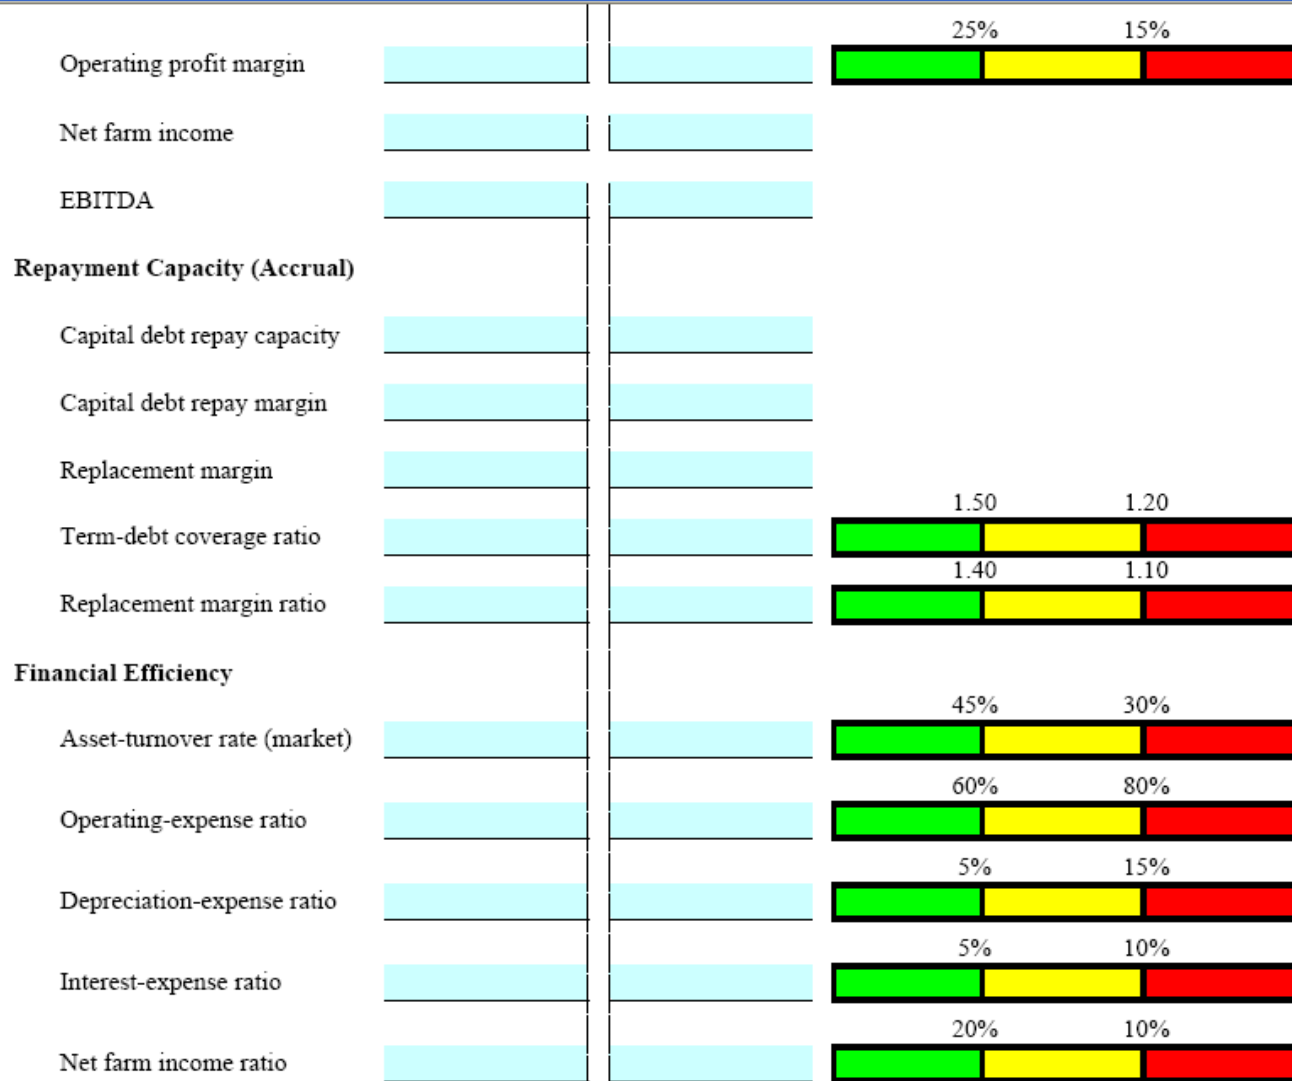 25% 15%
Operating profit margin
Net farm income
EBITDA
Repayment Capacity (Accrual)
Capital debt repay capacity
Capital debt repay margin
Replacement margin
1.50 1.20
Term-debt coverage ratio
1.40 1.10
Replacement margin ratio
Financial Efficiency
45% 30%
Asset-turnover rate (market)
60% 80%
Operating-expense ratio
5% 15%
Depreciation-expense ratio
5% 10%
Interest-expense ratio
20% 10%
Net farm income ratio